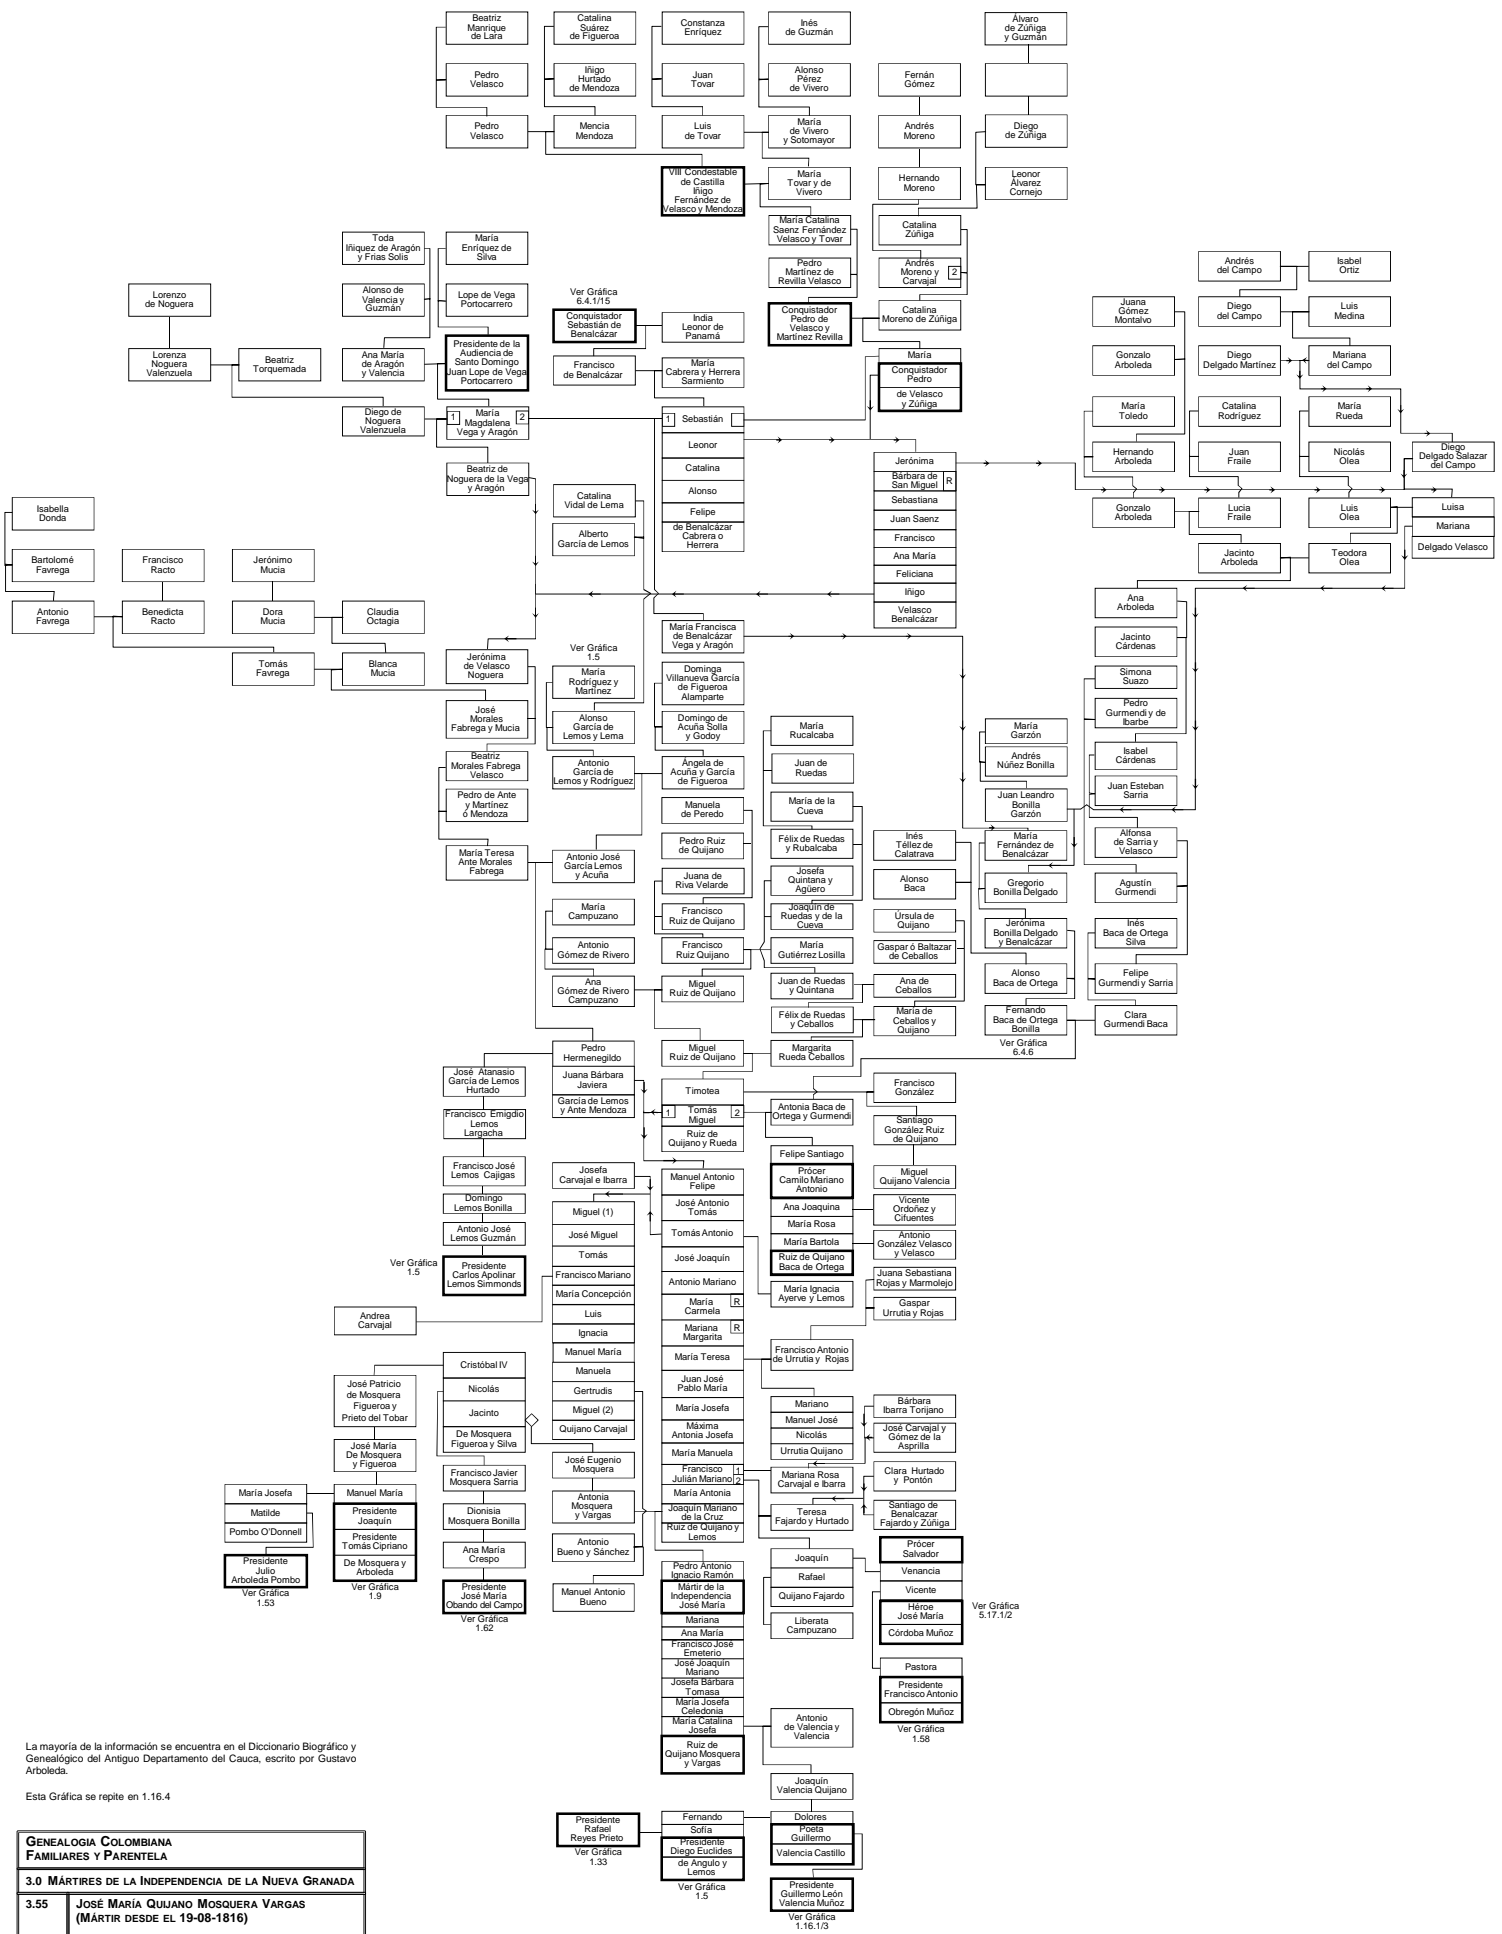 Beatriz
Manrique
de Lara
Catalina
Suárez
de Figueroa
Constanza
Enríquez
Inés
de Guzmán
Álvaro
de Zúñiga
y Guzmán
Pedro
Velasco
Iñigo
Hurtado
de Mendoza
Juan
Tovar
Alonso
Pérez
de Vivero
Fernán
Gómez
Pedro
Velasco
Mencia
Mendoza
Luis
de Tovar
María
de Vivero
y Sotomayor
Andrés
Moreno
Diego
de Zúñiga
VIII Condestable
de Castilla
Iñigo
Fernández de
Velasco y Mendoza
María
Tovar y de
Vivero
Hernando
Moreno
Leonor
Álvarez
Cornejo
María Catalina
Saenz Fernández
Velasco y Tovar
Catalina
Zúñiga
Toda
Iñiquez de Aragón
y Frias Solis
María
Enríquez de
Silva
Pedro
Martínez de
Revilla Velasco
Andrés
Moreno y
Carvajal
2
Andrés
del Campo
Isabel
Ortiz
Lorenzo
de Noguera
Alonso de
Valencia y
Guzmán
Lope de Vega
Portocarrero
Ver Gráfica
6.4.1/15
Conquistador
Sebastián de
Benalcázar
India
Leonor de
Panamá
Conquistador
Pedro de
Velasco y
Martínez Revilla
Catalina
Moreno de Zúñiga
Juana
Gómez
Montalvo
Diego
del Campo
Luis
Medina
Lorenza
Noguera
Valenzuela
Beatriz
Torquemada
Ana María
de Aragón
y Valencia
Presidente de la
Audiencia de
Santo Domingo
Juan Lope de Vega
Portocarrero
Francisco
de Benalcázar
María
Cabrera y Herrera
Sarmiento
María
Conquistador
Pedro
de Velasco
y Zúñiga
Gonzalo
Arboleda
Diego
Delgado Martínez
Mariana
del Campo
Diego de
Noguera
Valenzuela
1
María
Magdalena
Vega y Aragón
2
1
Sebastián
Leonor
Catalina
Alonso
Felipe
de Benalcázar
Cabrera o
Herrera
María
Toledo
Catalina
Rodríguez
María
Rueda
Hernando
Arboleda
Juan
Fraile
Nicolás
Olea
Diego
Delgado Salazar
del Campo
Beatriz de
Noguera de la Vega
y Aragón
Jerónima
Bárbara de
San Miguel
R
Sebastiana
Juan Saenz
Francisco
Ana María
Feliciana
Iñigo
Velasco
Benalcázar
Gonzalo
Arboleda
Lucia
Fraile
Luis
Olea
Luisa
Mariana
Delgado Velasco
Isabella
Donda
Catalina
Vidal de Lema
Alberto
García de Lemos
Jacinto
Arboleda
Teodora
Olea
Bartolomé
Favrega
Francisco
Racto
Jerónimo
Mucia
Ana
Arboleda
Antonio
Favrega
Benedicta
Racto
Dora
Mucia
Claudia
Octagia
María Francisca
de Benalcázar
Vega y Aragón
Jacinto
Cárdenas
Tomás
Favrega
Blanca
Mucia
Jerónima
de Velasco
Noguera
Ver Gráfica
1.5
María
Rodríguez y
Martínez
Dominga
Villanueva García
de Figueroa
Alamparte
Simona
Suazo
José
Morales
Fabrega y Mucia
Alonso
García de
Lemos y Lema
Domingo de
Acuña Solla
y Godoy
María
Rucalcaba
María
Garzón
Pedro
Gurmendi y de
Ibarbe
Beatriz
Morales Fabrega
Velasco
Antonio
García de
Lemos y Rodríguez
Ángela de
Acuña y García
de Figueroa
Juan de
Ruedas
Andrés
Núñez Bonilla
Isabel
Cárdenas
Pedro de Ante
y Martínez
ó Mendoza
Manuela
de Peredo
María de la
Cueva
Juan Leandro
Bonilla
Garzón
Juan Esteban
Sarria
María Teresa
Ante Morales
Fabrega
Antonio José
García Lemos
y Acuña
Pedro Ruiz
de Quijano
Félix de Ruedas
y Rubalcaba
Inés
Téllez de
Calatrava
María
Fernández de
Benalcázar
Alfonsa
de Sarria y
Velasco
Juana de
Riva Velarde
Josefa
Quintana y
Agüero
Alonso
Baca
Gregorio
Bonilla Delgado
Agustín
Gurmendi
María
Campuzano
Francisco
Ruiz de Quijano
Joaquín de
Ruedas y de la
Cueva
Úrsula de
Quijano
Jerónima
Bonilla Delgado
y Benalcázar
Inés
Baca de Ortega
Silva
Antonio
Gómez de Rivero
Francisco
Ruiz Quijano
María
Gutiérrez Losilla
Gaspar ó Baltazar
de Ceballos
Alonso
Baca de Ortega
Felipe
Gurmendi y Sarria
Ana
Gómez de Rivero
Campuzano
Miguel
Ruiz de Quijano
Juan de Ruedas
y Quintana
Ana de
Ceballos
Félix de Ruedas
y Ceballos
María de
Ceballos y
Quijano
Fernando
Baca de Ortega
Bonilla
Ver Gráfica
6.4.6
Clara
Gurmendi Baca
Pedro
Hermenegildo
Juana Bárbara
Javiera
García de Lemos
y Ante Mendoza
Miguel
Ruiz de Quijano
Margarita
Rueda Ceballos
José Atanasio
García de Lemos
Hurtado
Timotea
1
Tomás
Miguel
2
Ruiz de
Quijano y Rueda
Antonia Baca de
Ortega y Gurmendi
Francisco
González
Francisco Emigdio
Lemos
Largacha
Santiago
González Ruiz
de Quijano
Francisco José
Lemos Cajigas
Josefa
Carvajal e Ibarra
Felipe Santiago
Prócer
Camilo Mariano
Antonio
Ana Joaquina
María Rosa
María Bartola
Ruiz de Quijano
Baca de Ortega
Miguel
Quijano Valencia
Domingo
Lemos Bonilla
Vicente
Ordoñez y
Cifuentes
Antonio José
Lemos Guzmán
Antonio
González Velasco
y Velasco
Ver Gráfica
1.5
Presidente
Carlos Apolinar
Lemos Simmonds
Juana Sebastiana
Rojas y Marmolejo
María Ignacia
Ayerve y Lemos
Gaspar
Urrutia y Rojas
Miguel (1)
José Miguel
Tomás
Francisco Mariano
María Concepción
Luis
Ignacia
Manuel María
Manuela
Gertrudis
Miguel (2)
Quijano Carvajal
Manuel Antonio
Felipe
José Antonio
Tomás
Tomás Antonio
José Joaquín
Antonio Mariano
María
Carmela
R
Mariana
Margarita
R
María Teresa
Juan José
Pablo María
María Josefa
Máxima
Antonia Josefa
María Manuela
Francisco
Julián Mariano
1
2
María Antonia
Joaquín Mariano
de la Cruz
Ruiz de Quijano y
Lemos
Andrea
Carvajal
Francisco Antonio
de Urrutia y Rojas
José Patricio
de Mosquera
Figueroa y
Prieto del Tobar
Cristóbal IV
Nicolás
Jacinto
De Mosquera
Figueroa y Silva
Mariano
Manuel José
Nicolás
Urrutia Quijano
Bárbara
Ibarra Torijano
José Carvajal y
Gómez de la
Asprilla
José María
De Mosquera
y Figueroa
Francisco Javier
Mosquera Sarria
José Eugenio
Mosquera
Mariana Rosa
Carvajal e Ibarra
Clara Hurtado
y Pontón
María Josefa
Matilde
Pombo O'Donnell
Manuel María
Presidente
Joaquín
Presidente
Tomás Cipriano
De Mosquera y
Arboleda
Ver Gráfica
1.9
Dionisia
Mosquera Bonilla
Antonia
Mosquera
y Vargas
Teresa
Fajardo y Hurtado
Santiago de
Benalcazar
Fajardo y Zúñiga
Presidente
Julio
Arboleda Pombo
Ver Gráfica
1.53
Ana María
Crespo
Antonio
Bueno y Sánchez
Joaquín
Rafael
Quijano Fajardo
Liberata
Campuzano
Prócer
Salvador
Venancia
Vicente
Héroe
José María
Córdoba Muñoz
Ver Gráfica
5.17.1/2
Presidente
José María
Obando del Campo
Ver Gráfica
1.62
Manuel Antonio
Bueno
Pedro Antonio
Ignacio Ramón
Mártir de la
Independencia
José María
Mariana
Ana María
Francisco José
Emeterio
José Joaquín
Mariano
Josefa Bárbara
Tomasa
María Josefa
Celedonia
María Catalina
Josefa
Ruiz de
Quijano Mosquera
y Vargas
Pastora
Presidente
Francisco Antonio
Obregón Muñoz
Ver Gráfica
1.58
Antonio
de Valencia y
Valencia
Joaquín
Valencia Quijano
Presidente
Rafael
Reyes Prieto
Ver Gráfica
1.33
Fernando
Sofía
Presidente
Diego Euclides
de Angulo y
Lemos
Ver Gráfica
1.5
Dolores
Poeta
Guillermo
Valencia Castillo
Presidente
Guillermo León
Valencia Muñoz
Ver Gráfica
1.16.1/3
La mayoría de la información se encuentra en el Diccionario Biográfico y
Genealógico del Antiguo Departamento del Cauca, escrito por Gustavo
Arboleda.
Esta Gráfica se repite en 1.16.4
GENEALOGIA COLOMBIANA
FAMILIARES Y PARENTELA
3.0 MÁRTIRES DE LA INDEPENDENCIA DE LA NUEVA GRANADA
3.55 JOSÉ MARÍA QUIJANO MOSQUERA VARGAS
(MÁRTIR DESDE EL 19-08-1816)